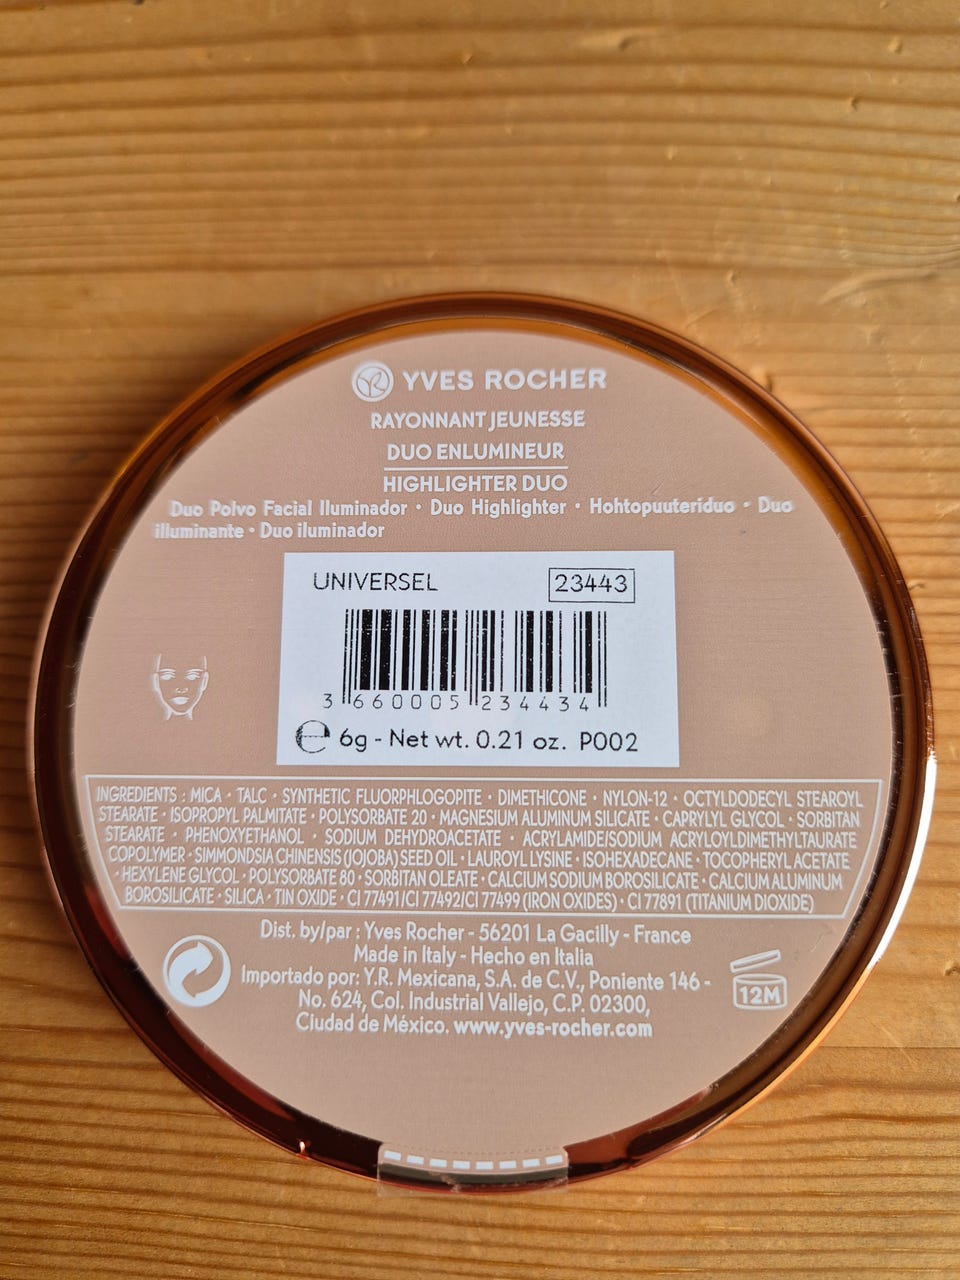 YVES ROCHER
RAYONNANT JEUNESSE
DUO ENLUMINEUR
HIGHLIGHTER DUO
Duo Polvo Facial Iluminador • Duo Highlighter • Hohtopuuteriduo • Duo
illuminante • Duo iluminador
UNIVERSEL 23443
3 660005 234434
e 6g - Net wt. 0.21 oz. P002
INGREDIENTS : MICA • TALC • SYNTHETIC FLUORPHLOGOPITE • DIMETHICONE • NYLON-12 • OCTYLDODECYL STEAROYL
STEARATE • ISOPROPYL PALMITATE • POLYSORBATE 20 • MAGNESIUM ALUMINUM SILICATE • CAPRYLYL GLYCOL • SORBITAN
STEARATE • PHENOXYETHANOL • SODIUM DEHYDROACETATE • ACRYLAMIDE/SODIUM ACRYLOYLDIMETHYLTAURATE
COPOLYMER • SIMMONDSIA CHINENSIS (JOJOBA) SEED OIL • LAUROYL LYSINE • ISOHEXADECANE • TOCOPHERYL ACETATE
• HEXYLENE GLYCOL • POLYSORBATE 80 • SORBITAN OLEATE • CALCIUM SODIUM BOROSILICATE • CALCIUM ALUMINUM
BOROSILICATE • SILICA • TIN OXIDE • CI 77491/CI 77492/CI 77499 (IRON OXIDES) • CI 77891 (TITANIUM DIOXIDE)
Dist. by/par : Yves Rocher - 56201 La Gacilly - France
Made in Italy - Hecho en Italia
Importado por: Y.R. Mexicana, S.A. de C.V., Poniente 146 -
No. 624, Col. Industrial Vallejo, C.P. 02300,
Ciudad de México. www.yves-rocher.com
12M